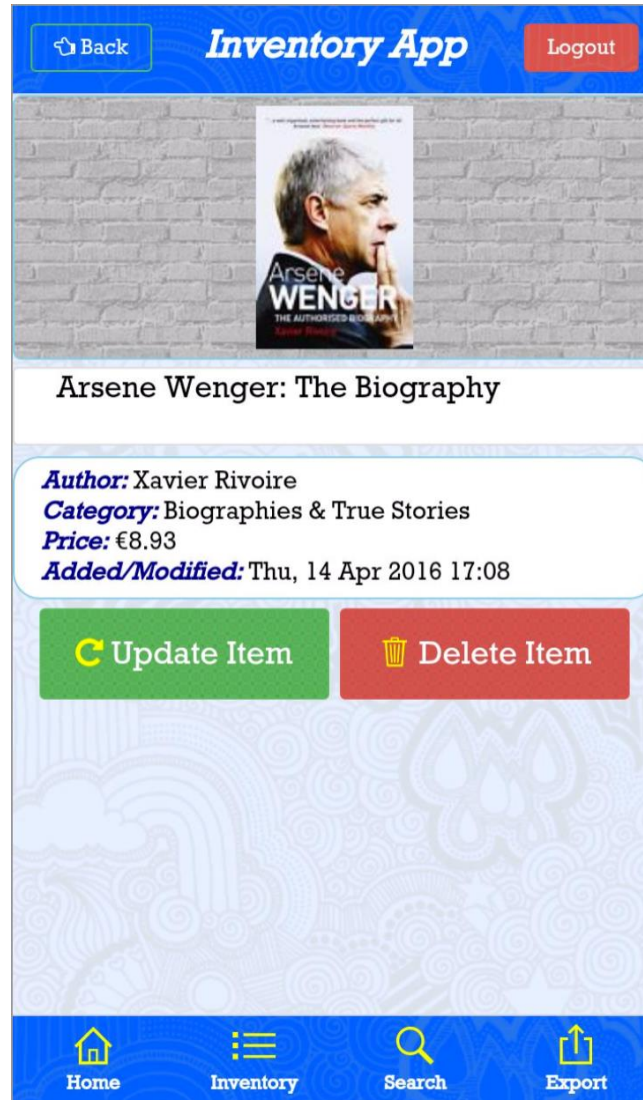 Back
Inventory App
Logout
Arsene
WENGER
THE AUTHORISED BIOGRAPHY
Xavier Rivoire
Arsene Wenger: The Biography
Author: Xavier Rivoire
Category: Biographies & True Stories
Price: €8.93
Added/Modified: Thu, 14 Apr 2016 17:08
Update Item
Delete Item
Home
Inventory
Search
Export